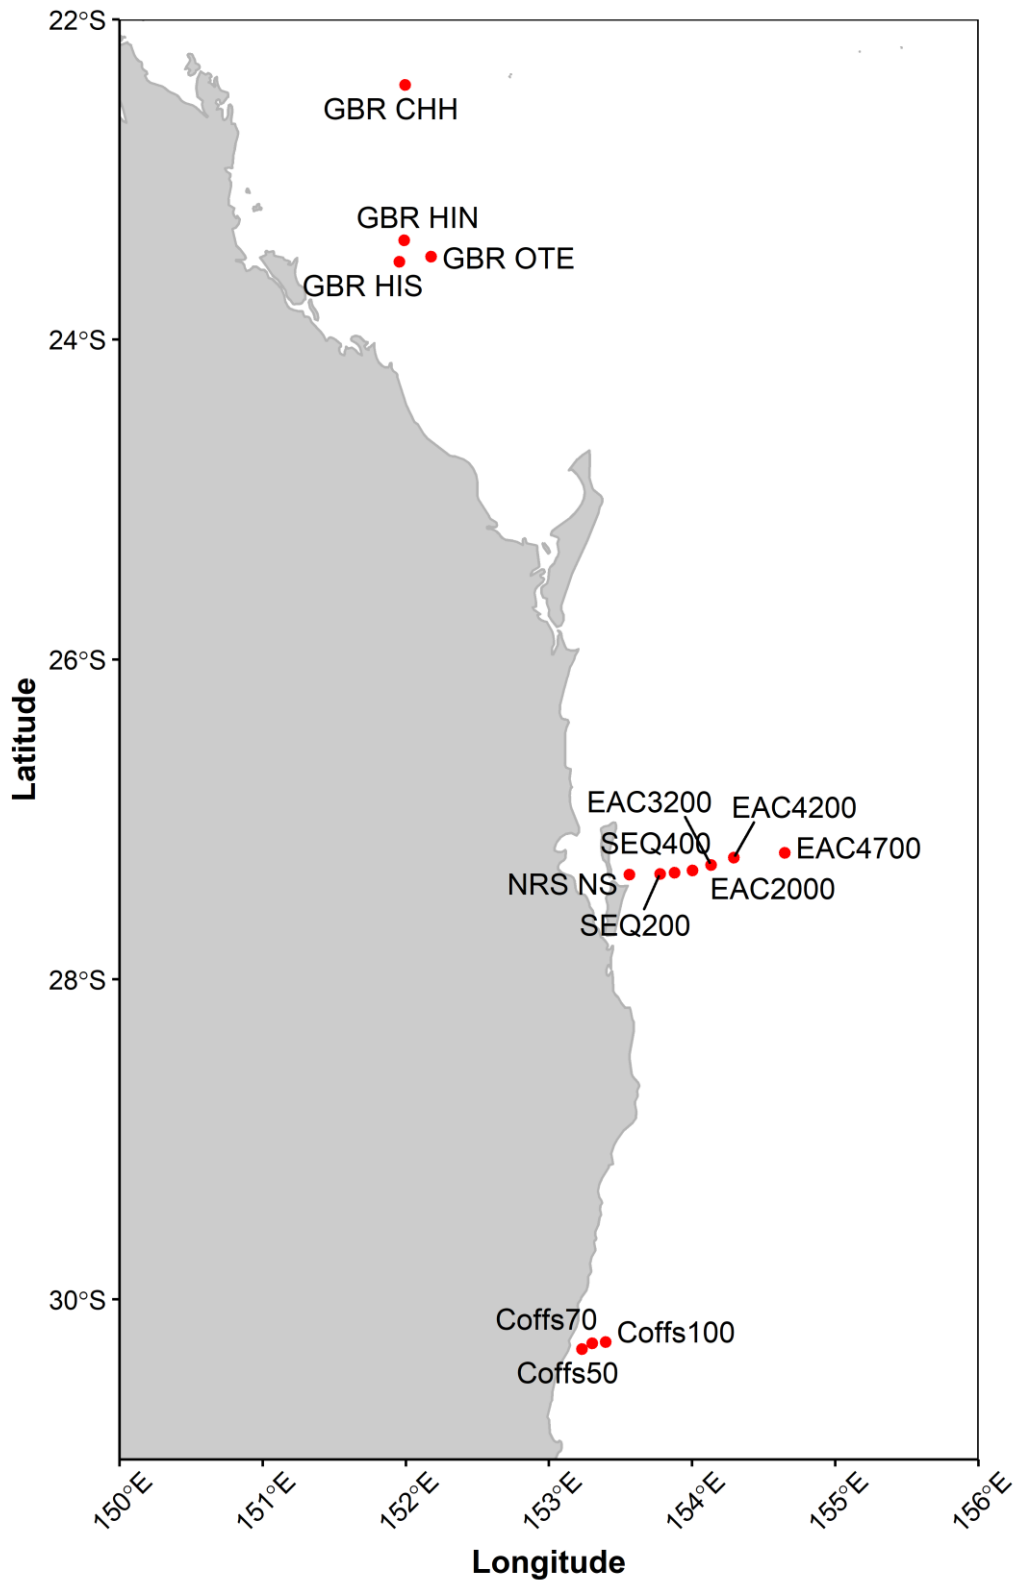 22°S
GBR CHH
GBR HIN
GBR OTE
GBR HIS
24°S
26°S
Latitude
EAC3200
EAC4200
SEQ400
EAC4700
NRS NS
EAC2000
SEQ200
28°S
30°S
Coffs70
Coffs100
Coffs50
150°E
151°E
152°E
153°E
154°E
155°E
156°E
Longitude